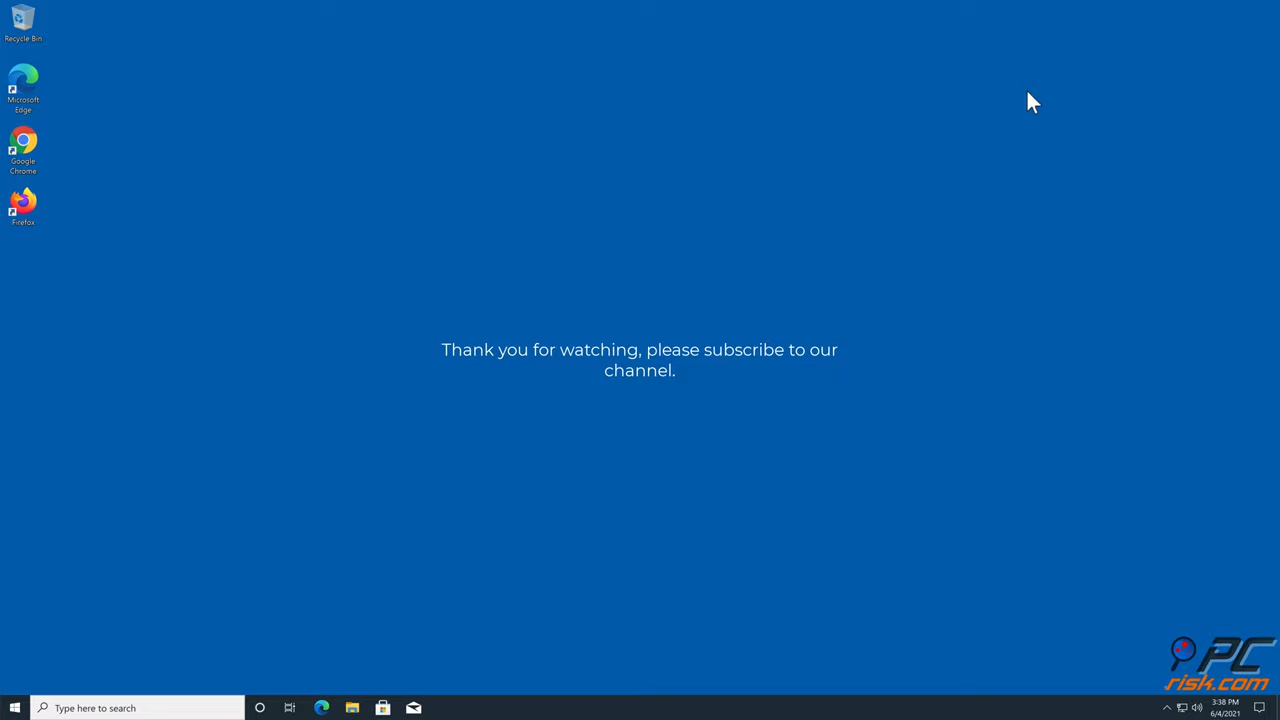 Recycle Bin
Microsoft
Edge
Google
Chrome
Firefox
Thank you for watching, please subscribe to our
channel.
PC
risk.com
Type here to search
3:38 PM
6/4/2021